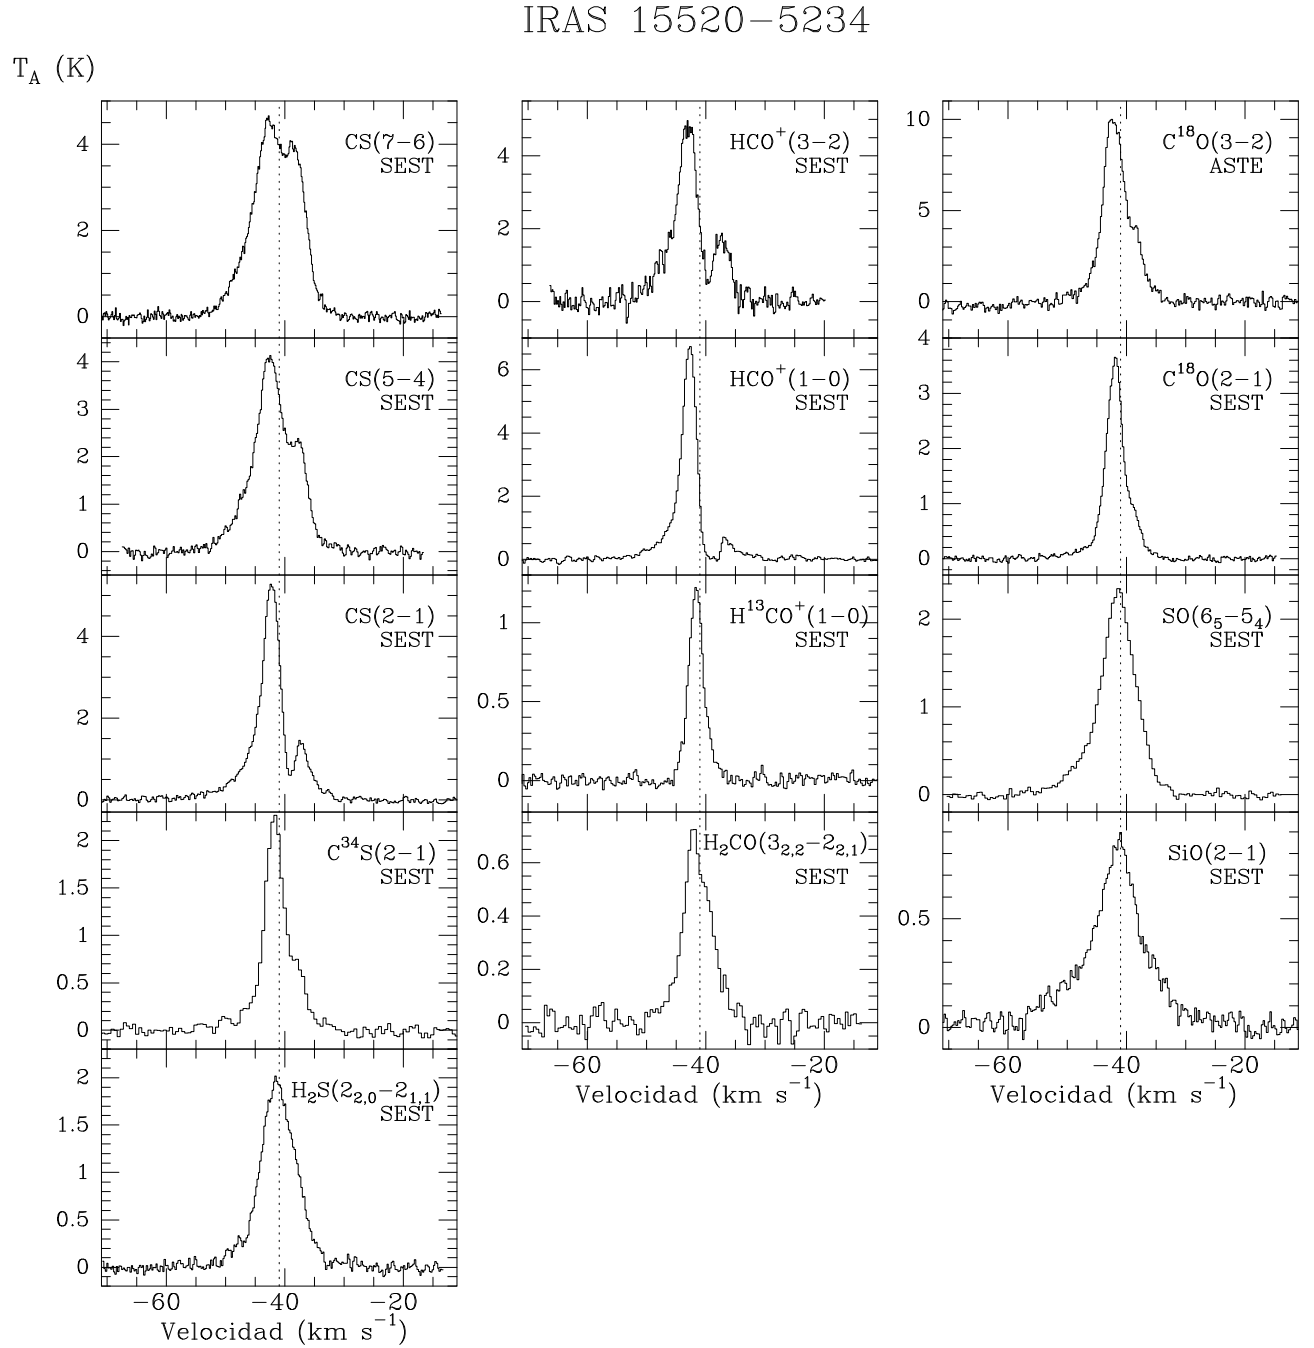 IRAS 15520−5234
T_A (K)
CS(7−6)
SEST
4
2
0
CS(5−4)
SEST
4
3
2
1
0
CS(2−1)
SEST
4
2
0
C³⁴S(2−1)
SEST
2
1.5
1
0.5
0
H₂S(2₂,₀−2₁,₁)
SEST
2
1.5
1
0.5
0
−60 −40 −20
Velocidad (km s⁻¹)
HCO⁺(3−2)
SEST
4
2
0
HCO⁺(1−0)
SEST
6
4
2
0
H¹³CO⁺(1−0)
SEST
1
0.5
0
H₂CO(3₂,₂−2₂,₁)
SEST
0.6
0.4
0.2
0
−60 −40 −20
Velocidad (km s⁻¹)
C¹⁸O(3−2)
ASTE
10
5
0
C¹⁸O(2−1)
SEST
4
3
2
1
0
SO(6₅−5₄)
SEST
2
1
0
SiO(2−1)
SEST
0.5
0
−60 −40 −20
Velocidad (km s⁻¹)